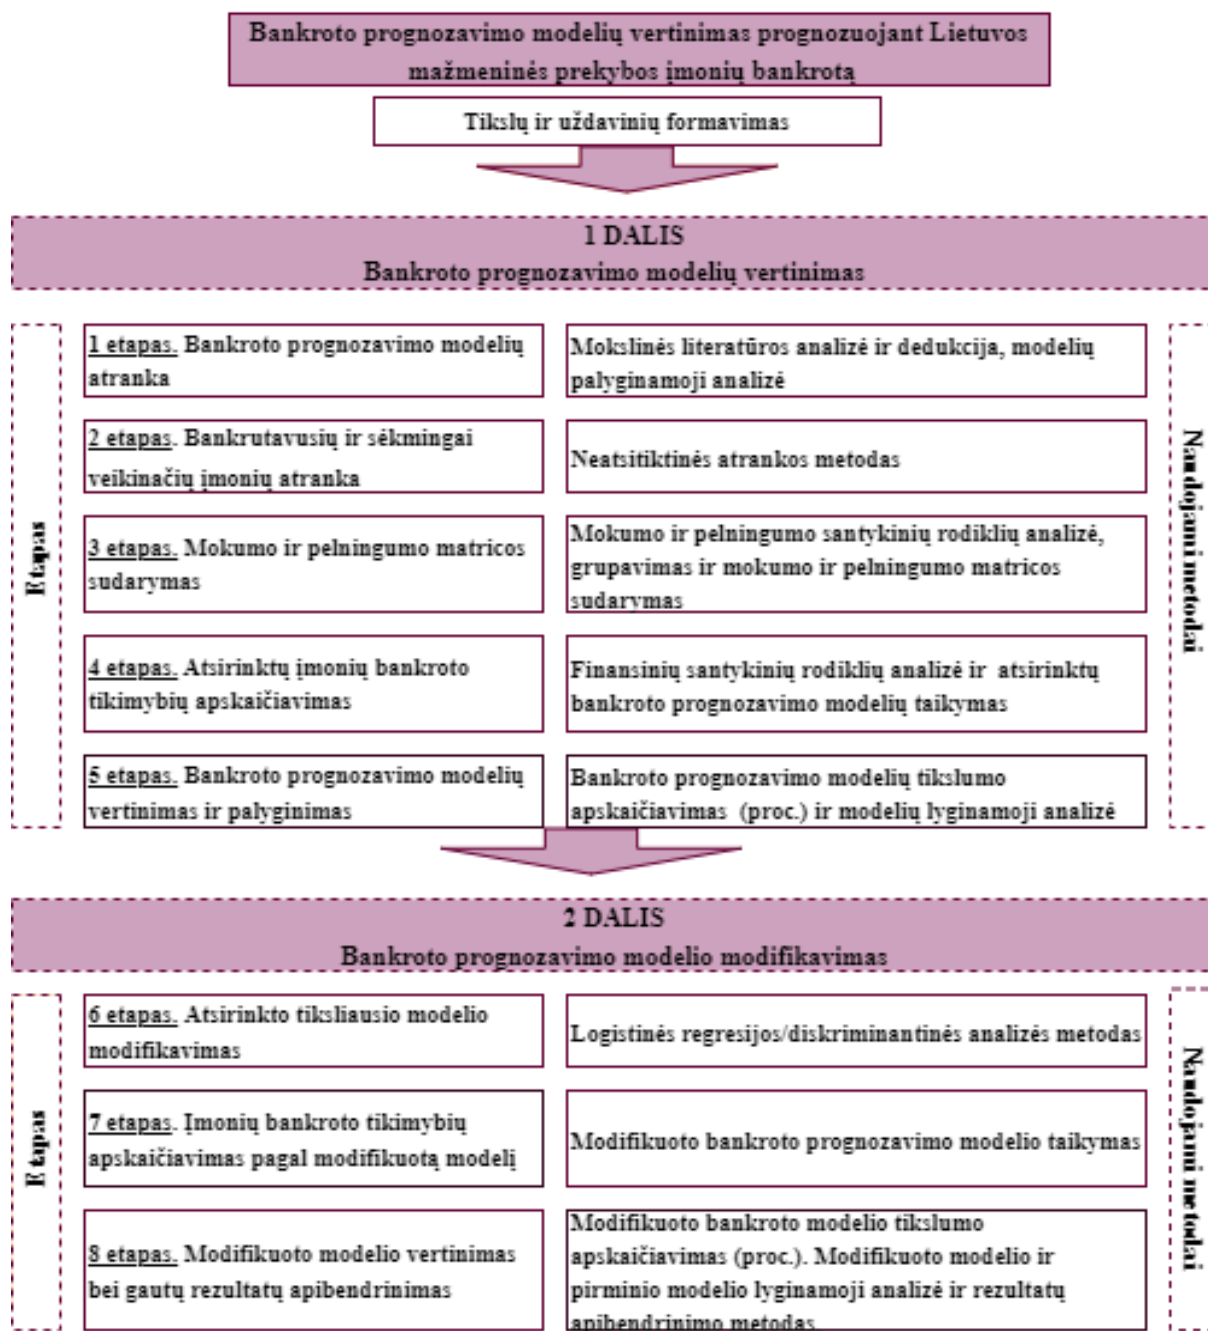 Bankroto prognozavimo modelių vertinimas prognozuojant Lietuvos
mažmeninės prekybos įmonių bankrotą
Tikslų ir uždavinių formavimas
1 DALIS
Bankroto prognozavimo modelių vertinimas
Etapas
1 etapas. Bankroto prognozavimo modelių
atranka
Mokslinės literatūros analizė ir dedukcija, modelių
palyginamoji analizė
2 etapas. Bankrutavusių ir sėkmingai
veikinačių įmonių atranka
Neatsitiktinės atrankos metodas
3 etapas. Mokumo ir pelningumo matricos
sudarymas
Mokumo ir pelningumo santykinių rodiklių analizė,
grupavimas ir mokumo ir pelningumo matricos
sudarymas
4 etapas. Atsirinktų įmonių bankroto
tikimybių apskaičiavimas
Finansinių santykinių rodiklių analizė ir atsirinktų
bankroto prognozavimo modelių taikymas
5 etapas. Bankroto prognozavimo modelių
vertinimas ir palyginimas
Bankroto prognozavimo modelių tikslumo
apskaičiavimas (proc.) ir modelių lyginamoji analizė
Naudojami metodai
2 DALIS
Bankroto prognozavimo modelio modifikavimas
Etapas
6 etapas. Atsirinkto tiksliausio modelio
modifikavimas
Logistinės regresijos/diskriminantinės analizės metodas
7 etapas. Įmonių bankroto tikimybių
apskaičiavimas pagal modifikuotą modelį
Modifikuoto bankroto prognozavimo modelio taikymas
8 etapas. Modifikuoto modelio vertinimas
bei gautų rezultatų apibendrinimas
Modifikuoto bankroto modelio tikslumo
apskaičiavimas (proc.). Modifikuoto modelio ir
pirminio modelio lyginamoji analizė ir rezultatų
apibendrinimo metodas
Naudojami metodai